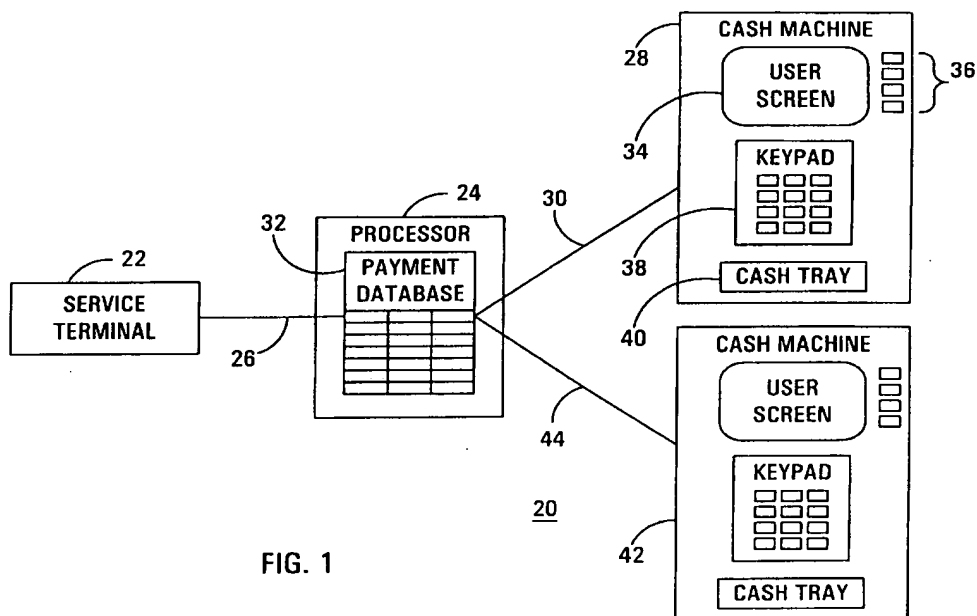 CASH MACHINE
28
USER
SCREEN
36
34
KEYPAD
24
30
32
PROCESSOR
38
22
PAYMENT
DATABASE
CASH TRAY
SERVICE
TERMINAL
40
26
CASH MACHINE
USER
SCREEN
44
KEYPAD
20
42
FIG. 1
CASH TRAY